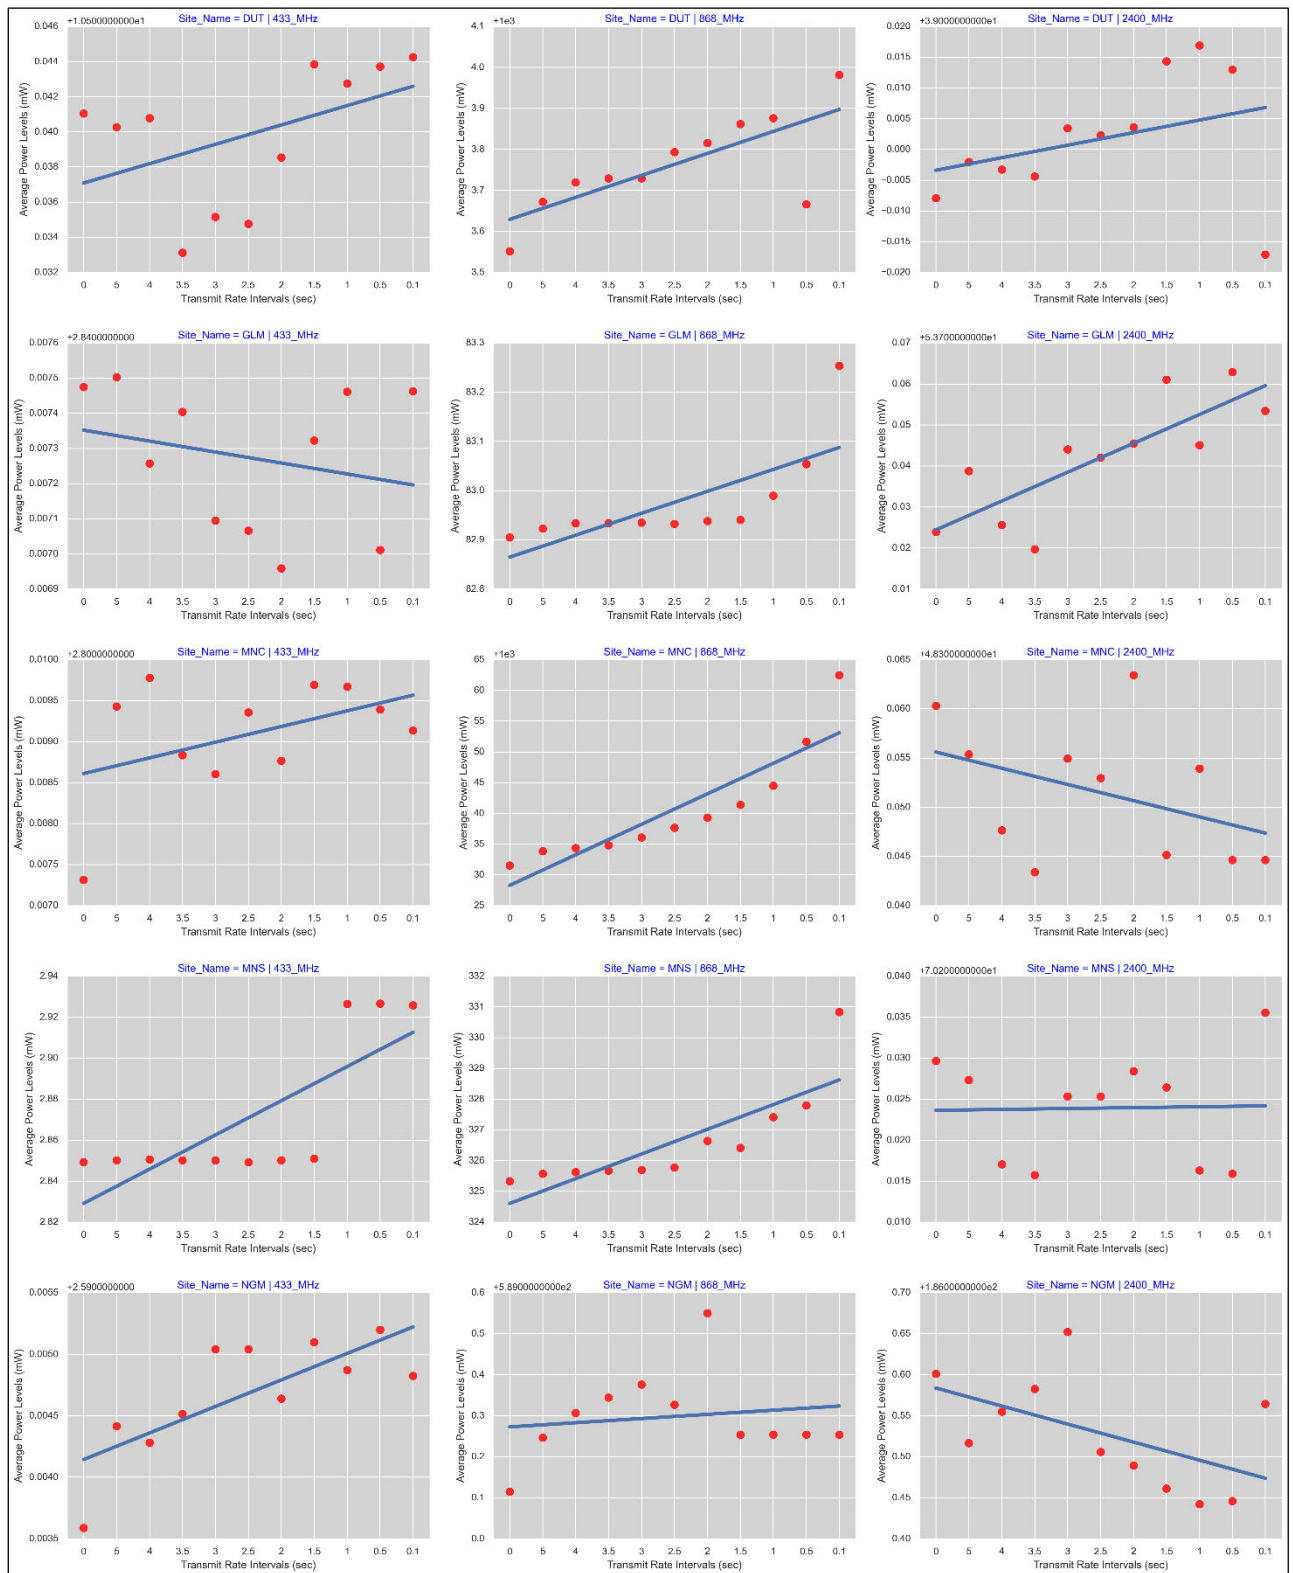 +1.0500000000e1
Site_Name = DUT | 433_MHz
Average Power Levels (mW)
0.046
0.044
0.042
0.040
0.038
0.036
0.034
0.032
0 5 4 3.5 3 2.5 2 1.5 1 0.5 0.1
Transmit Rate Intervals (sec)
+1e3
Site_Name = DUT | 868_MHz
Average Power Levels (mW)
4.1
4.0
3.9
3.8
3.7
3.6
3.5
0 5 4 3.5 3 2.5 2 1.5 1 0.5 0.1
Transmit Rate Intervals (sec)
+3.9000000000e1
Site_Name = DUT | 2400_MHz
Average Power Levels (mW)
0.020
0.015
0.010
0.005
0.000
−0.005
−0.010
−0.015
−0.020
0 5 4 3.5 3 2.5 2 1.5 1 0.5 0.1
Transmit Rate Intervals (sec)
+2.8400000000
Site_Name = GLM | 433_MHz
Average Power Levels (mW)
0.0076
0.0075
0.0074
0.0073
0.0072
0.0071
0.0070
0.0069
0 5 4 3.5 3 2.5 2 1.5 1 0.5 0.1
Transmit Rate Intervals (sec)
Site_Name = GLM | 868_MHz
Average Power Levels (mW)
83.3
83.2
83.1
83.0
82.9
82.8
0 5 4 3.5 3 2.5 2 1.5 1 0.5 0.1
Transmit Rate Intervals (sec)
+5.3700000000e1
Site_Name = GLM | 2400_MHz
Average Power Levels (mW)
0.07
0.06
0.05
0.04
0.03
0.02
0.01
0 5 4 3.5 3 2.5 2 1.5 1 0.5 0.1
Transmit Rate Intervals (sec)
+2.8000000000
Site_Name = MNC | 433_MHz
Average Power Levels (mW)
0.0100
0.0095
0.0090
0.0085
0.0080
0.0075
0.0070
0 5 4 3.5 3 2.5 2 1.5 1 0.5 0.1
Transmit Rate Intervals (sec)
+1e3
Site_Name = MNC | 868_MHz
Average Power Levels (mW)
65
60
55
50
45
40
35
30
25
0 5 4 3.5 3 2.5 2 1.5 1 0.5 0.1
Transmit Rate Intervals (sec)
+4.8300000000e1
Site_Name = MNC | 2400_MHz
Average Power Levels (mW)
0.065
0.060
0.055
0.050
0.045
0.040
0 5 4 3.5 3 2.5 2 1.5 1 0.5 0.1
Transmit Rate Intervals (sec)
Site_Name = MNS | 433_MHz
Average Power Levels (mW)
2.94
2.92
2.90
2.88
2.86
2.84
2.82
0 5 4 3.5 3 2.5 2 1.5 1 0.5 0.1
Transmit Rate Intervals (sec)
Site_Name = MNS | 868_MHz
Average Power Levels (mW)
332
331
330
329
328
327
326
325
324
0 5 4 3.5 3 2.5 2 1.5 1 0.5 0.1
Transmit Rate Intervals (sec)
+7.0200000000e1
Site_Name = MNS | 2400_MHz
Average Power Levels (mW)
0.040
0.035
0.030
0.025
0.020
0.015
0.010
0 5 4 3.5 3 2.5 2 1.5 1 0.5 0.1
Transmit Rate Intervals (sec)
+2.5900000000
Site_Name = NGM | 433_MHz
Average Power Levels (mW)
0.0055
0.0050
0.0045
0.0040
0.0035
0 5 4 3.5 3 2.5 2 1.5 1 0.5 0.1
Transmit Rate Intervals (sec)
+5.8900000000e2
Site_Name = NGM | 868_MHz
Average Power Levels (mW)
0.6
0.5
0.4
0.3
0.2
0.1
0.0
0 5 4 3.5 3 2.5 2 1.5 1 0.5 0.1
Transmit Rate Intervals (sec)
+1.8600000000e2
Site_Name = NGM | 2400_MHz
Average Power Levels (mW)
0.70
0.65
0.60
0.55
0.50
0.45
0.40
0 5 4 3.5 3 2.5 2 1.5 1 0.5 0.1
Transmit Rate Intervals (sec)